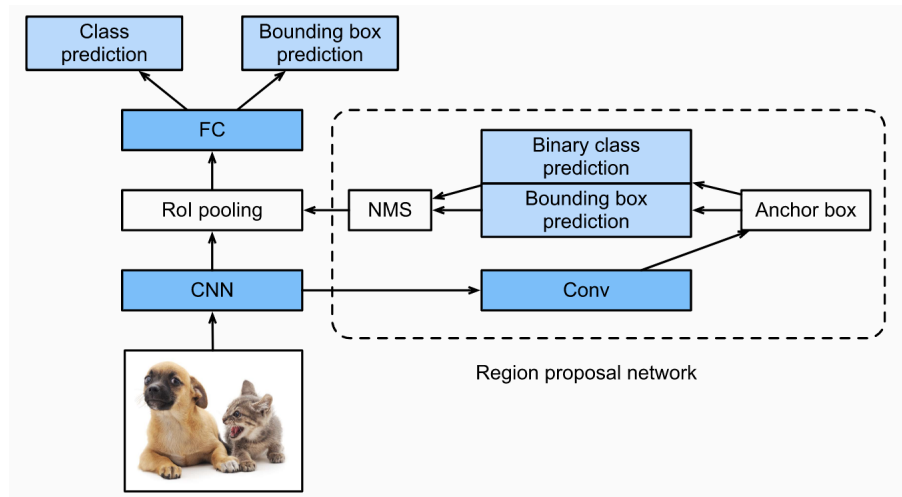 Class
prediction
Bounding box
prediction
FC
Binary class
prediction
RoI pooling
NMS
Bounding box
prediction
Anchor box
CNN
Conv
Region proposal network